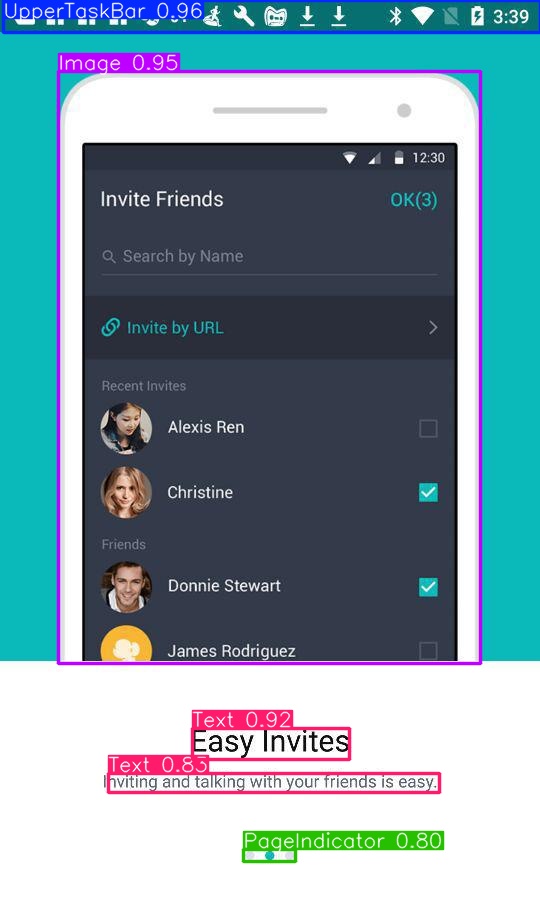 UpperTaskBar 0.96
3:39
Image 0.95
12:30
Invite Friends
OK(3)
Search by Name
Invite by URL
Recent Invites
Alexis Ren
Christine
Friends
Donnie Stewart
James Rodriguez
Text 0.92
Easy Invites
Text 0.83
Inviting and talking with your friends is easy.
PageIndicator 0.80